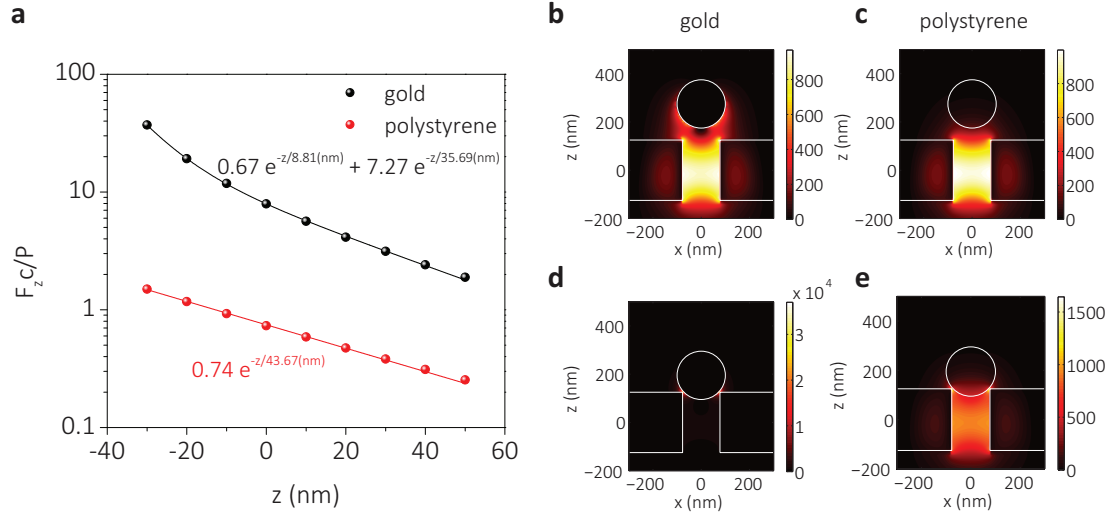 a
100
10
1
0.1
F_z c/P
gold
polystyrene
0.67 e^{-z/8.81(nm)} + 7.27 e^{-z/35.69(nm)}
0.74 e^{-z/43.67(nm)}
-40 -20 0 20 40 60
z (nm)
b
gold
400
200
0
−200
z (nm)
−200 0 200
x (nm)
800
600
400
200
0
c
polystyrene
400
200
0
−200
z (nm)
−200 0 200
x (nm)
800
600
400
200
0
d
400
200
0
−200
z (nm)
−200 0 200
x (nm)
x 10^4
3
2
1
0
e
400
200
0
−200
z (nm)
−200 0 200
x (nm)
1500
1000
500
0